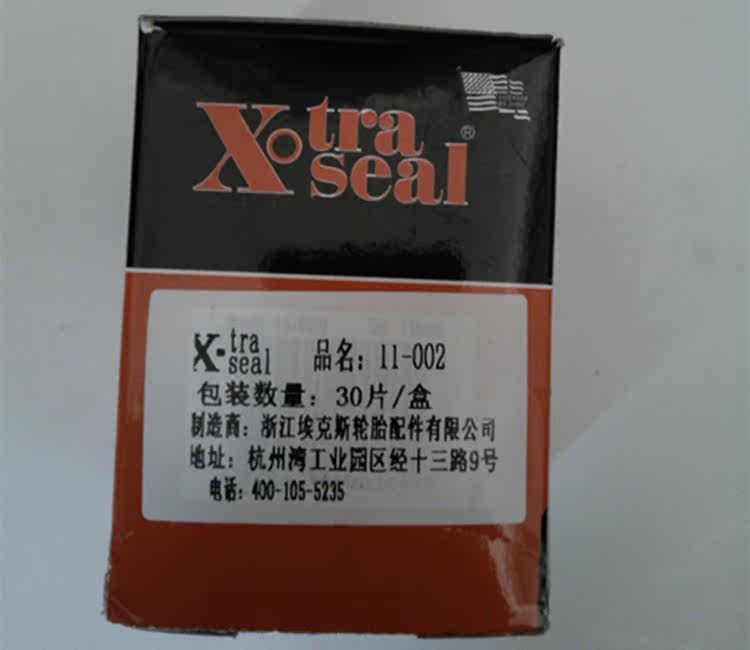 X·tra
seal®
X·tra
seal
品名：11-002
包装数量：30片/盒
制造商：浙江埃克斯轮胎配件有限公司
地址：杭州湾工业园区经十三路9号
电话：400-105-5235